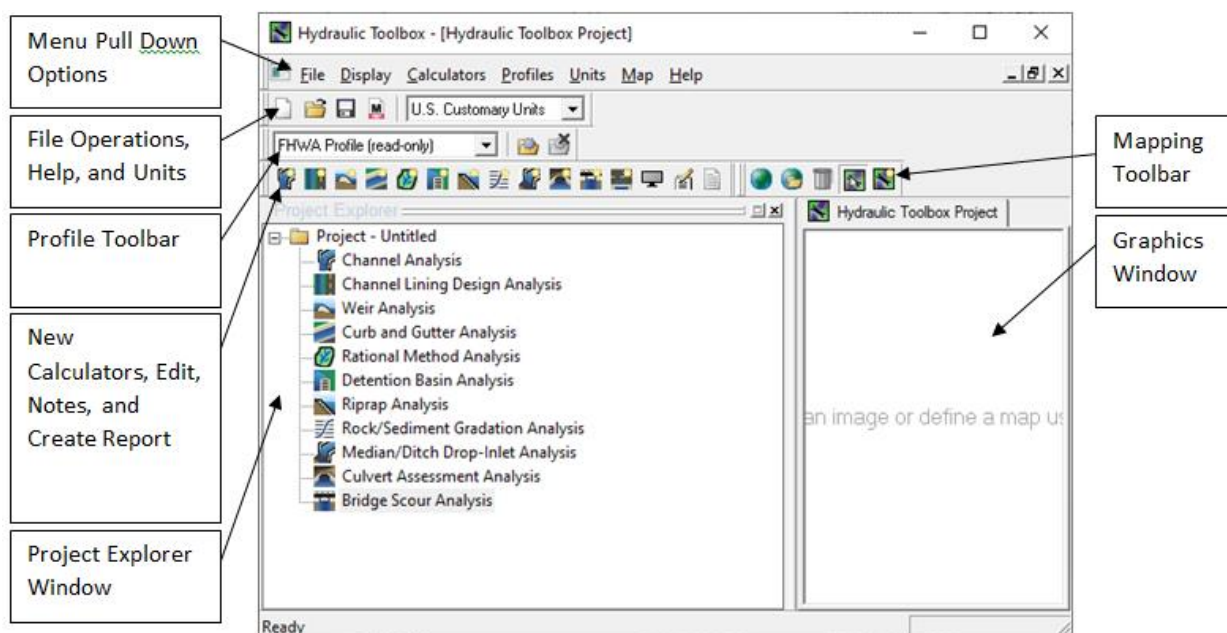 Menu Pull Down
Options
File Operations,
Help, and Units
Profile Toolbar
New
Calculators, Edit,
Notes, and
Create Report
Project Explorer
Window
Hydraulic Toolbox - [Hydraulic Toolbox Project]
File Display Calculators Profiles Units Map Help
U.S. Customary Units
FHWA Profile (read-only)
Project Explorer
Project - Untitled
Channel Analysis
Channel Lining Design Analysis
Weir Analysis
Curb and Gutter Analysis
Rational Method Analysis
Detention Basin Analysis
Riprap Analysis
Rock/Sediment Gradation Analysis
Median/Ditch Drop-Inlet Analysis
Culvert Assessment Analysis
Bridge Scour Analysis
Ready
Hydraulic Toolbox Project
an image or define a map us
Mapping
Toolbar
Graphics
Window